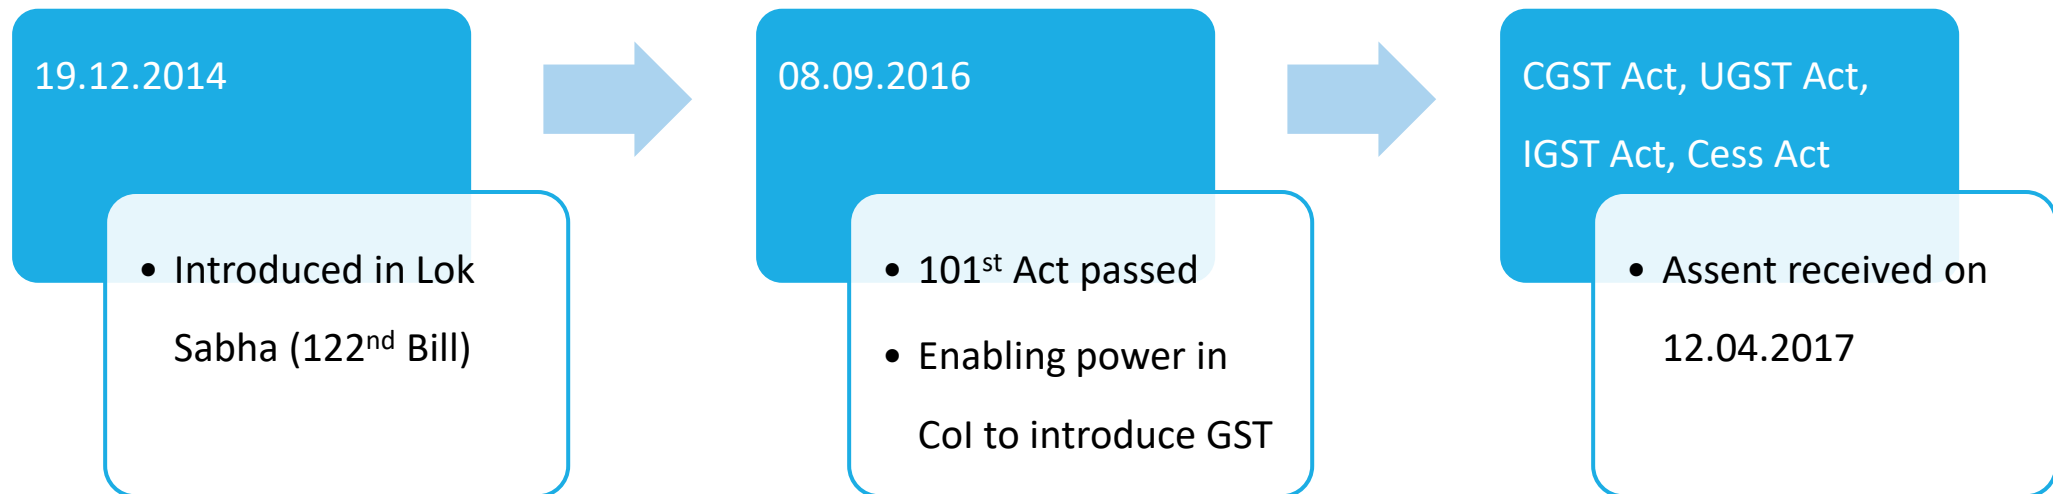 19.12.2014
• Introduced in Lok
Sabha (122nd Bill)
08.09.2016
• 101st Act passed
• Enabling power in
CoI to introduce GST
CGST Act, UGST Act,
IGST Act, Cess Act
• Assent received on
12.04.2017